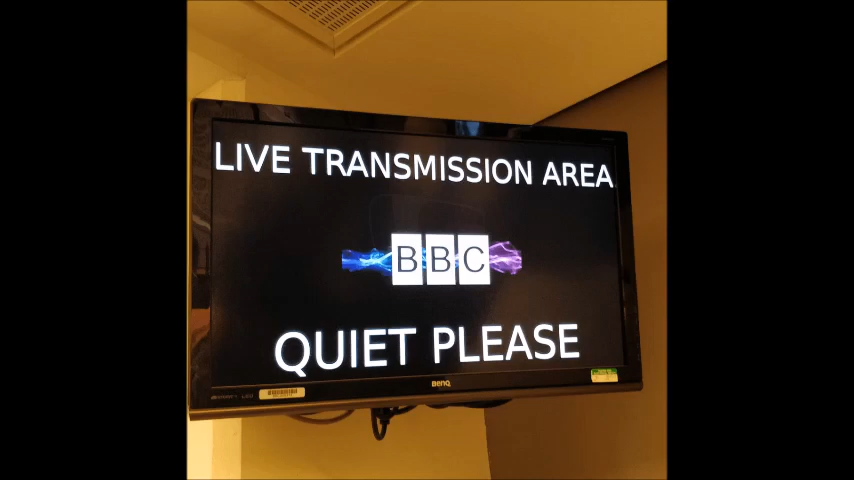 LIVE TRANSMISSION AREA
BBC
QUIET PLEASE
BenQ